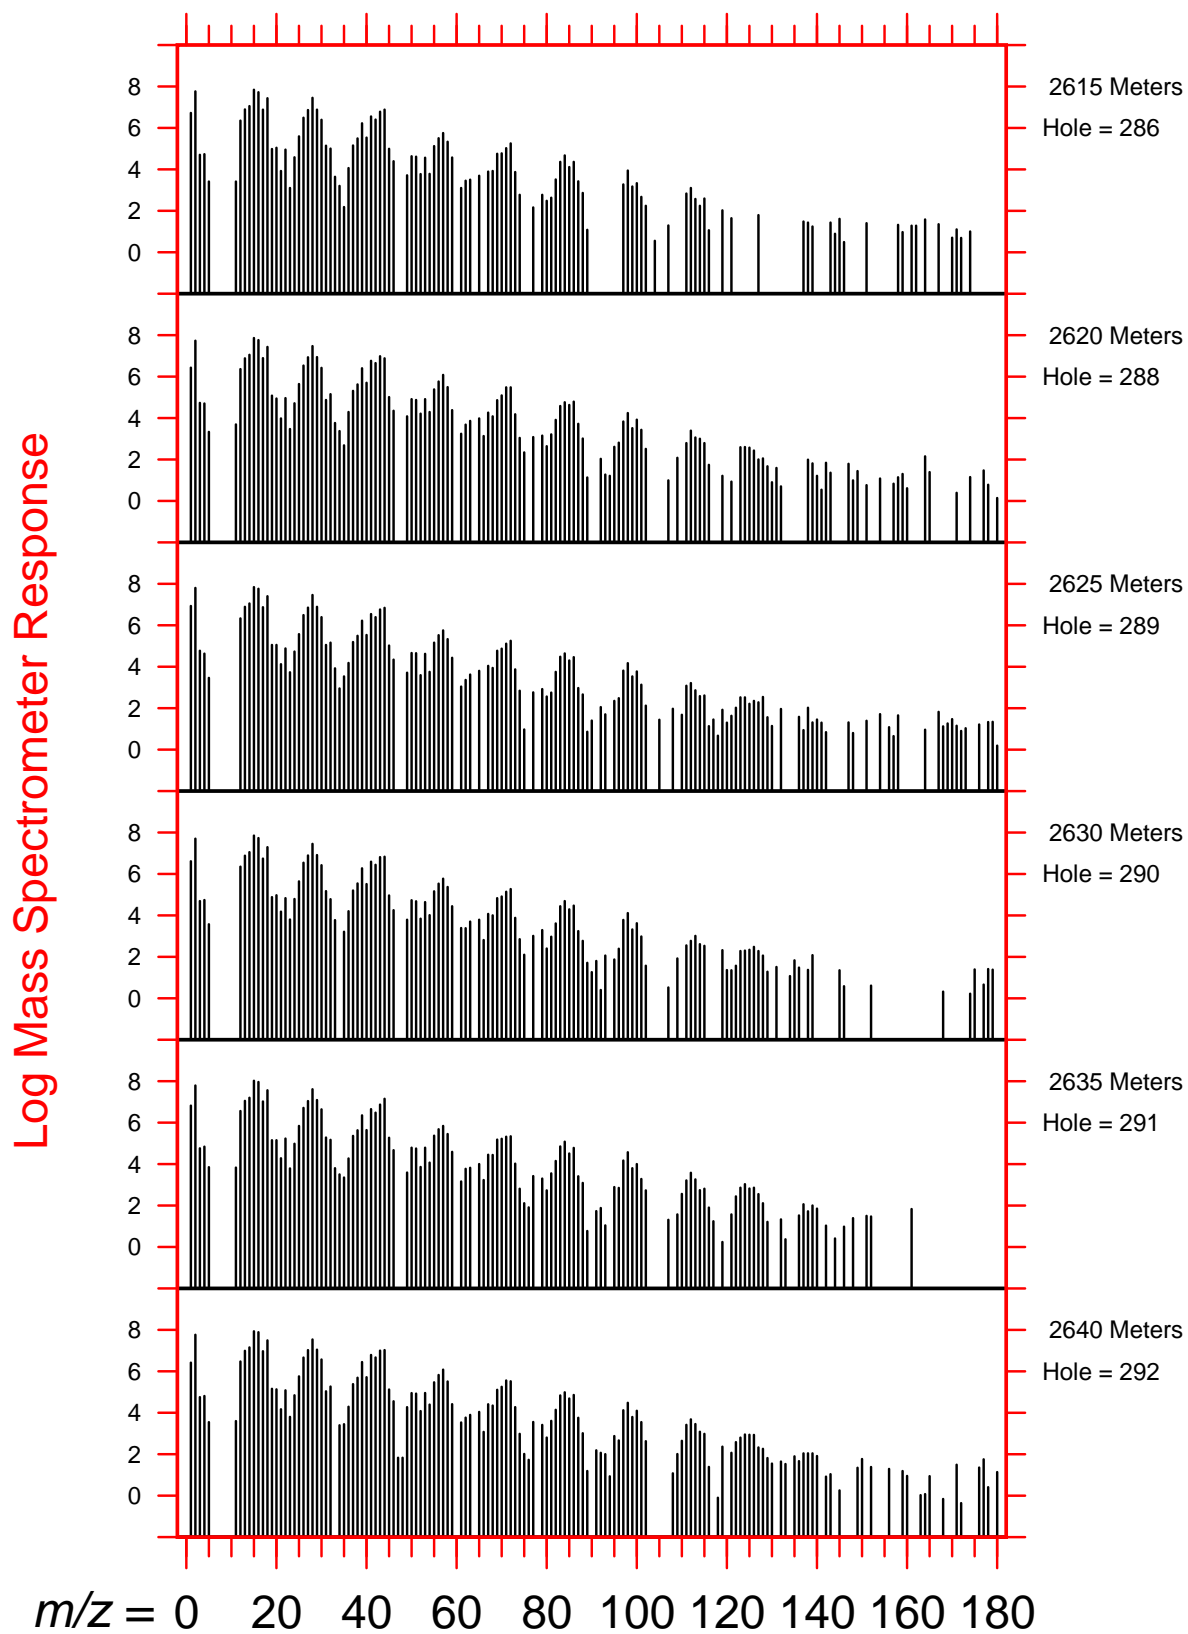 Log Mass Spectrometer Response
8
6
4
2
0
2615 Meters
Hole = 286
8
6
4
2
0
2620 Meters
Hole = 288
8
6
4
2
0
2625 Meters
Hole = 289
8
6
4
2
0
2630 Meters
Hole = 290
8
6
4
2
0
2635 Meters
Hole = 291
8
6
4
2
0
2640 Meters
Hole = 292
m/z = 0 20 40 60 80 100 120 140 160 180